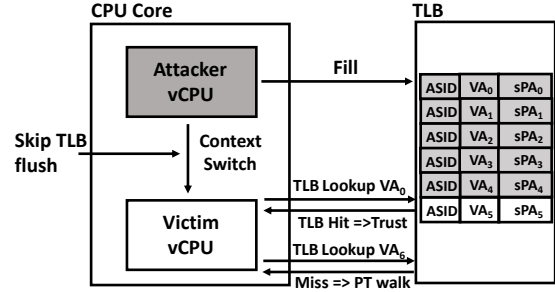 CPU Core
TLB
Attacker
vCPU
Fill
Skip TLB
flush
Context
Switch
Victim
vCPU
TLB Lookup VA₀
TLB Hit =>Trust
TLB Lookup VA₆
Miss => PT walk
ASID VA₀ sPA₀
ASID VA₁ sPA₁
ASID VA₂ sPA₂
ASID VA₃ sPA₃
ASID VA₄ sPA₄
ASID VA₅ sPA₅